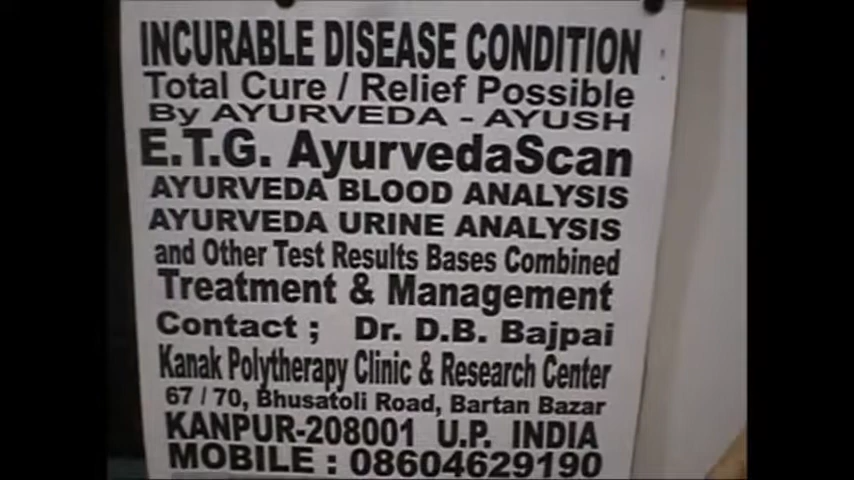 INCURABLE DISEASE CONDITION
Total Cure / Relief Possible
By AYURVEDA - AYUSH
E.T.G. AyurvedaScan
AYURVEDA BLOOD ANALYSIS
AYURVEDA URINE ANALYSIS
and Other Test Results Bases Combined
Treatment & Management
Contact ; Dr. D.B. Bajpai
Kanak Polytherapy Clinic & Research Center
67 / 70, Bhusatoli Road, Bartan Bazar
KANPUR-208001 U.P. INDIA
MOBILE : 08604629190